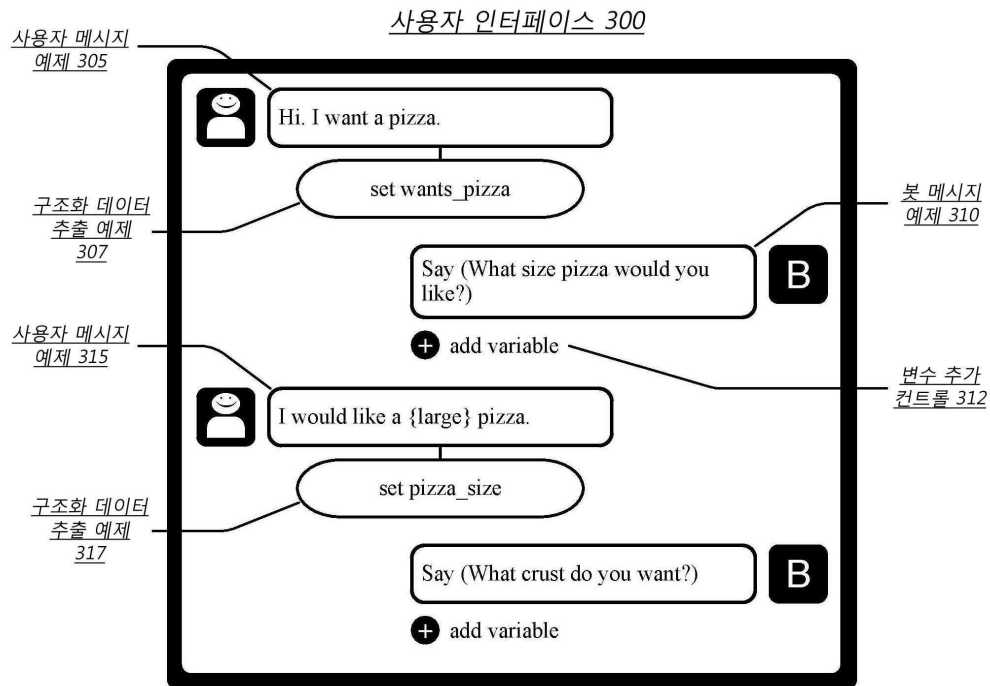 사용자 인터페이스 300
사용자 메시지
예제 305
Hi. I want a pizza.
set wants_pizza
구조화 데이터
추출 예제
307
봇 메시지
예제 310
Say (What size pizza would you
like?)
B
+ add variable
사용자 메시지
예제 315
변수 추가
컨트롤 312
I would like a {large} pizza.
set pizza_size
구조화 데이터
추출 예제
317
Say (What crust do you want?)
B
+ add variable